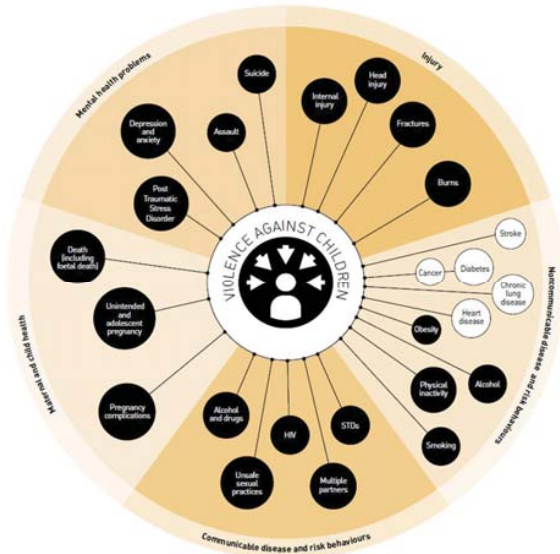 Mental health problems
Suicide
Assault
Depression
and
anxiety
Post
Traumatic
Stress
Disorder
Injury
Internal
injury
Head
injury
Fractures
Burns
Noncommunicable disease and risk behaviours
Stroke
Cancer
Diabetes
Chronic
lung
disease
Heart
disease
Obesity
Alcohol
Physical
inactivity
Smoking
Communicable disease and risk behaviours
Alcohol
and drugs
Unsafe
sexual
practices
HIV
Multiple
partners
STDs
Maternal and child health
Death
(including
foetal death)
Unintended
and
adolescent
pregnancy
Pregnancy
complications
VIOLENCE AGAINST CHILDREN